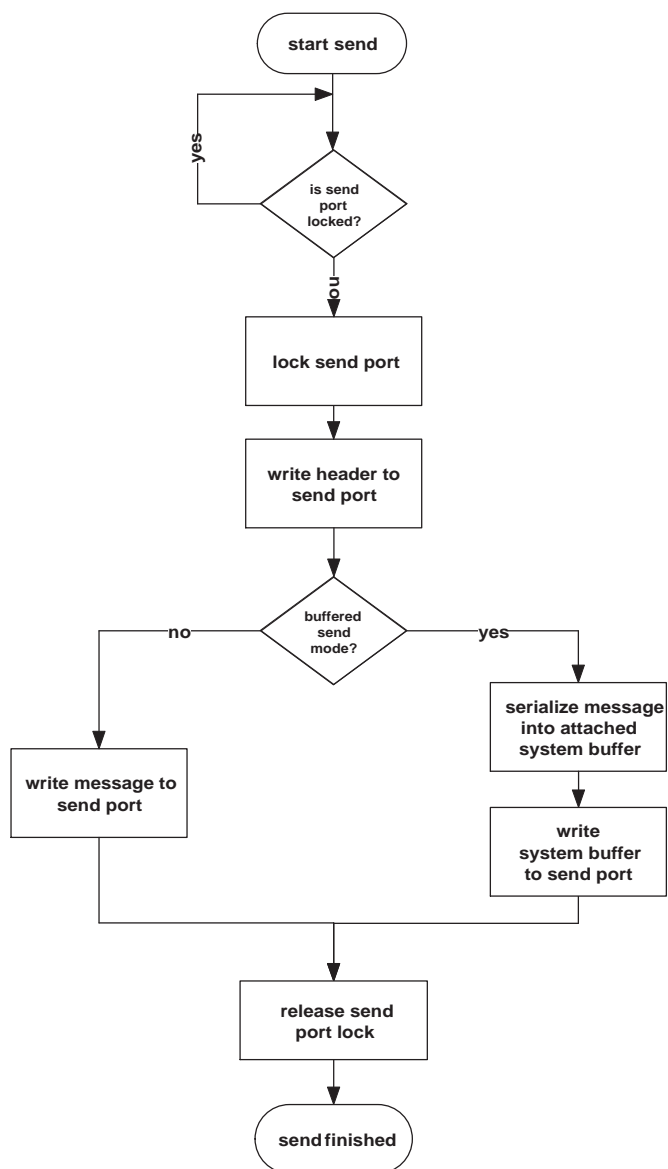 start send
yes
is send
port
locked?
no
lock send port
write header to
send port
buffered
send
mode?
no
yes
serialize message
into attached
system buffer
write message to
send port
write
system buffer
to send port
release send
port lock
send finished